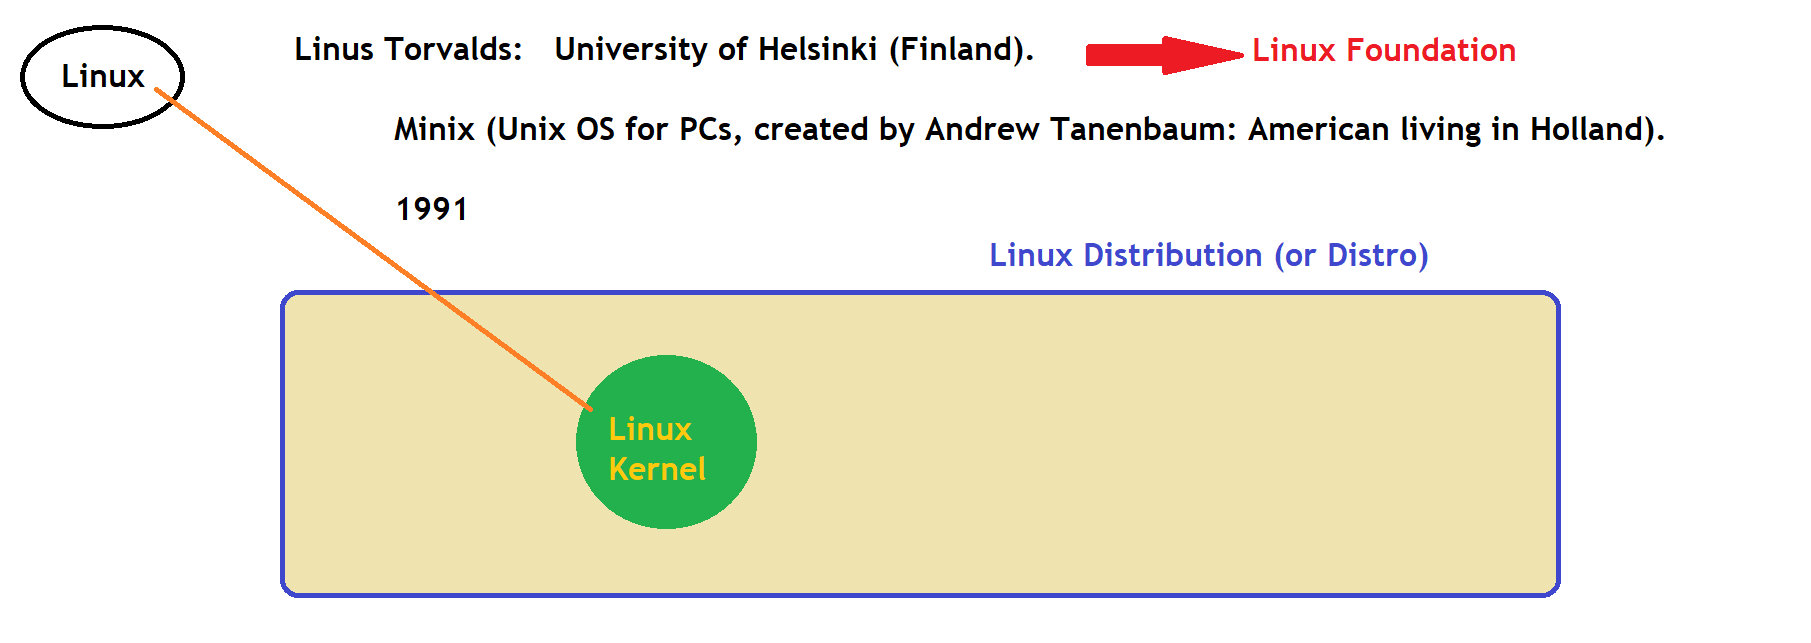 Linux
Linus Torvalds: University of Helsinki (Finland).
Linux Foundation
Minix (Unix OS for PCs, created by Andrew Tanenbaum: American living in Holland).
1991
Linux Distribution (or Distro)
Linux
Kernel